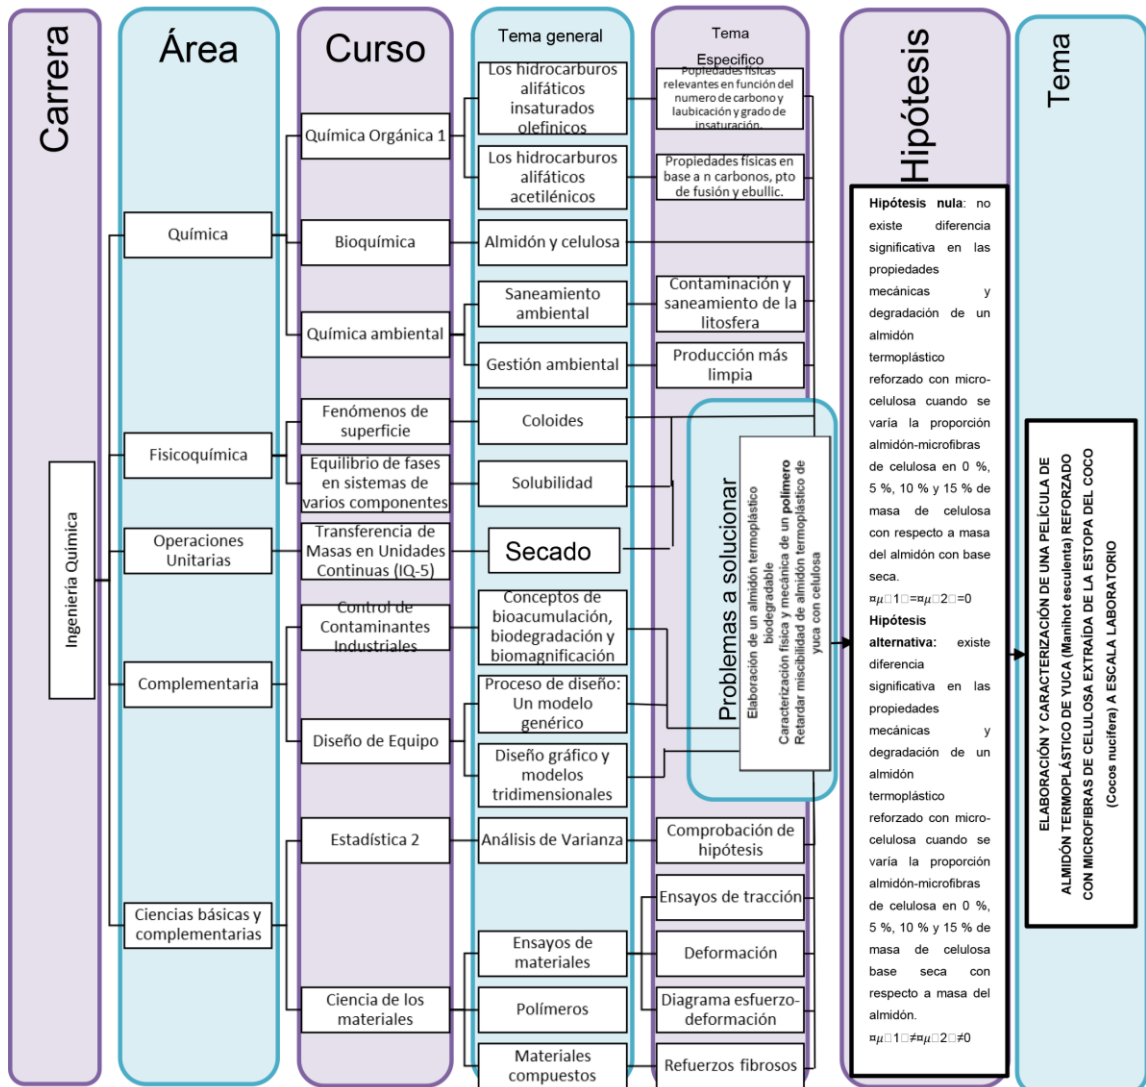 Carrera
Área
Curso
Tema general
Tema
Especifico
Hipótesis
Tema
Ingeniería Química
Química
Fisicoquímica
Operaciones
Unitarias
Complementaria
Ciencias básicas y
complementarias
Química Orgánica 1
Bioquímica
Química ambiental
Fenómenos de
superficie
Equilibrio de fases
en sistemas de
varios componentes
Transferencia de
Masas en Unidades
Continuas (IQ-5)
Control de
Contaminantes
Industriales
Diseño de Equipo
Estadística 2
Ciencia de los
materiales
Los hidrocarburos
alifáticos
insaturados
olefinicos
Los hidrocarburos
alifáticos
acetilénicos
Almidón y celulosa
Saneamiento
ambiental
Gestión ambiental
Coloides
Solubilidad
Secado
Conceptos de
bioacumulación,
biodegradación y
biomagnificación
Proceso de diseño:
Un modelo
genérico
Diseño gráfico y
modelos
tridimensionales
Análisis de Varianza
Ensayos de
materiales
Polímeros
Materiales
compuestos
Popiedades físicas
relevantes en función del
numero de carbono y
laubicación y grado de
insaturación.
Propiedades físicas en
base a n carbonos, pto
de fusión y ebullic.
Contaminación y
saneamiento de la
litosfera
Producción más
limpia
Comprobación de
hipótesis
Ensayos de tracción
Deformación
Diagrama esfuerzo-
deformación
Refuerzos fibrosos
Problemas a solucionar
Elaboración de un almidón termoplástico
biodegradable
Caracterización física y mecánica de un polímero
Retardar miscibilidad de almidón termoplástico de
yuca con celulosa
Hipótesis nula: no
existe diferencia
significativa en las
propiedades
mecánicas y
degradación de un
almidón
termoplástico
reforzado con micro-
celulosa cuando se
varía la proporción
almidón-microfibras
de celulosa en 0 %,
5 %, 10 % y 15 % de
masa de celulosa
con respecto a masa
del almidón con base
seca.
¤μ□1□=¤μ□2□=0
Hipótesis
alternativa: existe
diferencia
significativa en las
propiedades
mecánicas y
degradación de un
almidón
termoplástico
reforzado con micro-
celulosa cuando se
varía la proporción
almidón-microfibras
de celulosa en 0 %,
5 %, 10 % y 15 % de
masa de celulosa
base seca con
respecto a masa del
almidón.
¤μ□1□≠¤μ□2□≠0
ELABORACIÓN Y CARACTERIZACIÓN DE UNA PELÍCULA DE
ALMIDÓN TERMOPLÁSTICO DE YUCA (Manihot esculenta) REFORZADO
CON MICROFIBRAS DE CELULOSA EXTRAÍDA DE LA ESTOPA DEL COCO
(Cocos nucifera) A ESCALA LABORATORIO